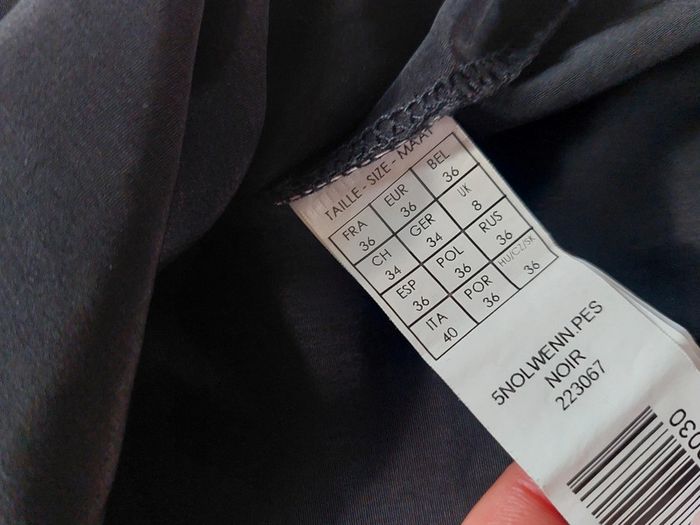 TAILLE - SIZE - MAAT
FRA EUR BEL
36 36 36
CH GER UK
34 34 8
ESP POL RUS
36 36 36
ITA POR HU/CZ/SK
40 36 36
5NOLWENN.PES
NOIR
223067
030